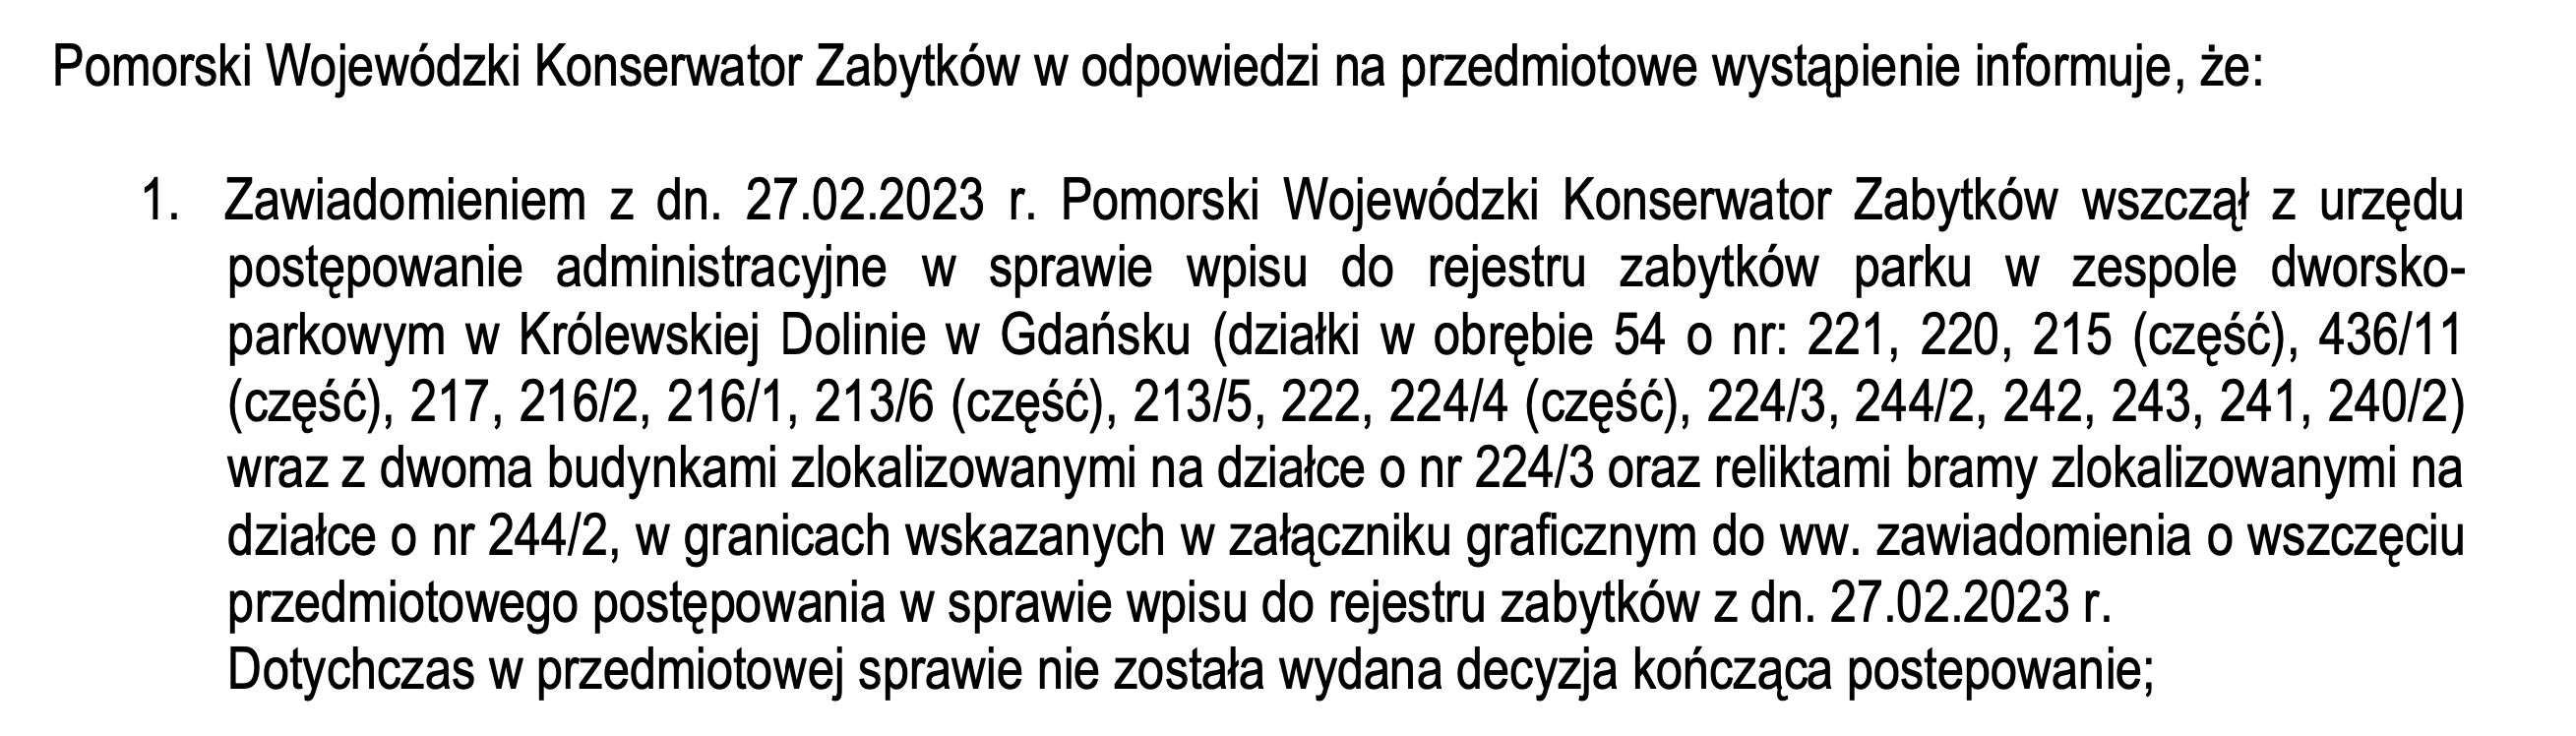 Pomorski Wojewódzki Konserwator Zabytków w odpowiedzi na przedmiotowe wystąpienie informuje, że:
1. Zawiadomieniem z dn. 27.02.2023 r. Pomorski Wojewódzki Konserwator Zabytków wszczął z urzędu
postępowanie administracyjne w sprawie wpisu do rejestru zabytków parku w zespole dworsko-
parkowym w Królewskiej Dolinie w Gdańsku (działki w obrębie 54 o nr: 221, 220, 215 (część), 436/11
(część), 217, 216/2, 216/1, 213/6 (część), 213/5, 222, 224/4 (część), 224/3, 244/2, 242, 243, 241, 240/2)
wraz z dwoma budynkami zlokalizowanymi na działce o nr 224/3 oraz reliktami bramy zlokalizowanymi na
działce o nr 244/2, w granicach wskazanych w załączniku graficznym do ww. zawiadomienia o wszczęciu
przedmiotowego postępowania w sprawie wpisu do rejestru zabytków z dn. 27.02.2023 r.
Dotychczas w przedmiotowej sprawie nie została wydana decyzja kończąca postepowanie;